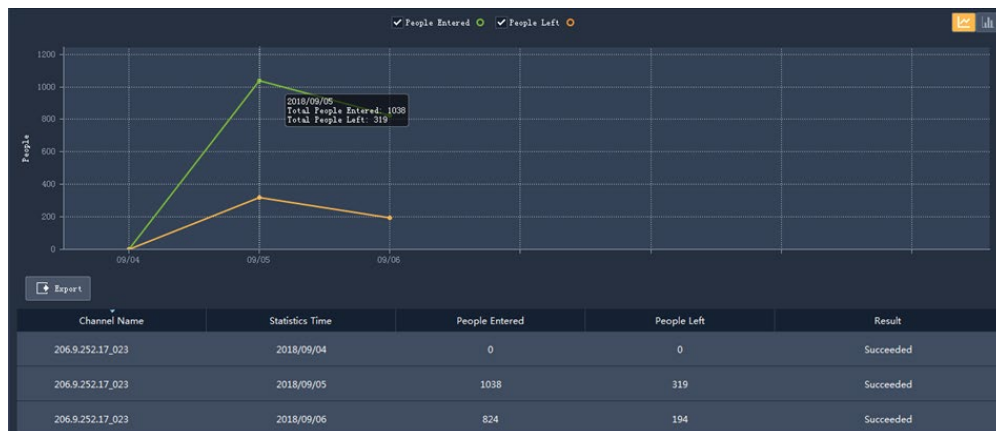 People Entered People Left
1200
1000
800
600
400
200
0
People
2018/09/05
Total People Entered: 1038
Total People Left: 319
09/04 09/05 09/06
Export
Channel Name Statistics Time People Entered People Left Result
206.9.252.17_023 2018/09/04 0 0 Succeeded
206.9.252.17_023 2018/09/05 1038 319 Succeeded
206.9.252.17_023 2018/09/06 824 194 Succeeded